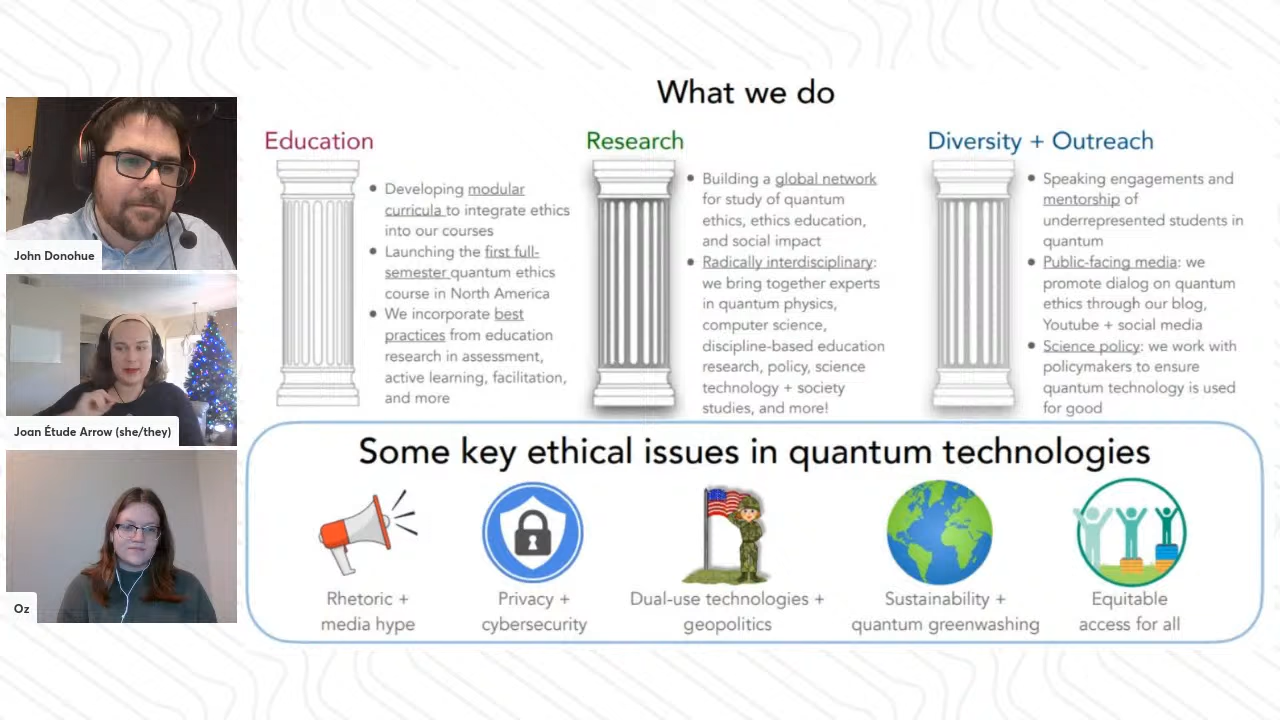 What we do
Education
Developing modular
curricula to integrate ethics
into our courses
Launching the first full-
semester quantum ethics
course in North America
We incorporate best
practices from education
research in assessment,
active learning, facilitation,
and more
Research
Building a global network
for study of quantum
ethics, ethics education,
and social impact
Radically interdisciplinary:
we bring together experts
in quantum physics,
computer science,
discipline-based education
research, policy, science
technology + society
studies, and more!
Diversity + Outreach
Speaking engagements and
mentorship of
underrepresented students in
quantum
Public-facing media: we
promote dialog on quantum
ethics through our blog,
Youtube + social media
Science policy: we work with
policymakers to ensure
quantum technology is used
for good
Some key ethical issues in quantum technologies
Rhetoric +
media hype
Privacy +
cybersecurity
Dual-use technologies +
geopolitics
Sustainability +
quantum greenwashing
Equitable
access for all
John Donohue
Joan Étude Arrow (she/they)
Oz